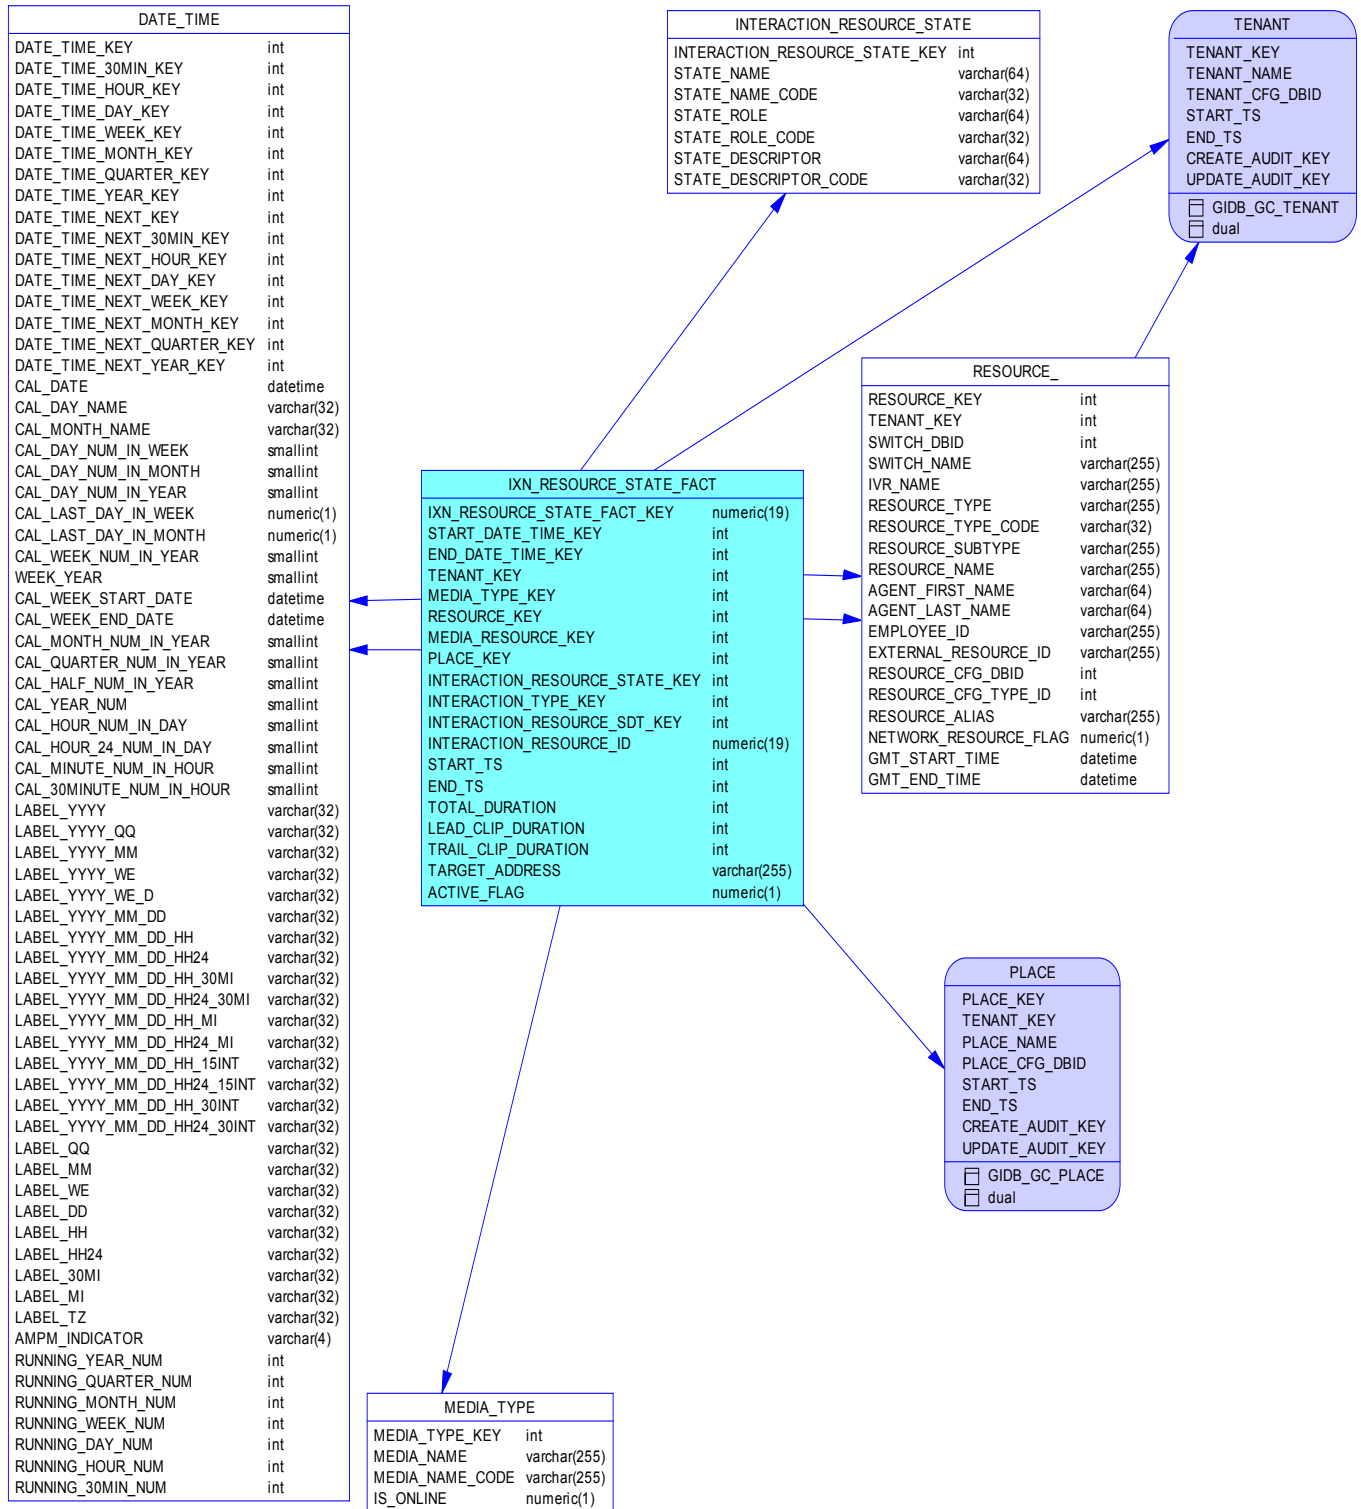 DATE_TIME
DATE_TIME_KEY int
DATE_TIME_30MIN_KEY int
DATE_TIME_HOUR_KEY int
DATE_TIME_DAY_KEY int
DATE_TIME_WEEK_KEY int
DATE_TIME_MONTH_KEY int
DATE_TIME_QUARTER_KEY int
DATE_TIME_YEAR_KEY int
DATE_TIME_NEXT_KEY int
DATE_TIME_NEXT_30MIN_KEY int
DATE_TIME_NEXT_HOUR_KEY int
DATE_TIME_NEXT_DAY_KEY int
DATE_TIME_NEXT_WEEK_KEY int
DATE_TIME_NEXT_MONTH_KEY int
DATE_TIME_NEXT_QUARTER_KEY int
DATE_TIME_NEXT_YEAR_KEY int
CAL_DATE datetime
CAL_DAY_NAME varchar(32)
CAL_MONTH_NAME varchar(32)
CAL_DAY_NUM_IN_WEEK smallint
CAL_DAY_NUM_IN_MONTH smallint
CAL_DAY_NUM_IN_YEAR smallint
CAL_LAST_DAY_IN_WEEK numeric(1)
CAL_LAST_DAY_IN_MONTH numeric(1)
CAL_WEEK_NUM_IN_YEAR smallint
WEEK_YEAR smallint
CAL_WEEK_START_DATE datetime
CAL_WEEK_END_DATE datetime
CAL_MONTH_NUM_IN_YEAR smallint
CAL_QUARTER_NUM_IN_YEAR smallint
CAL_HALF_NUM_IN_YEAR smallint
CAL_YEAR_NUM smallint
CAL_HOUR_NUM_IN_DAY smallint
CAL_HOUR_24_NUM_IN_DAY smallint
CAL_MINUTE_NUM_IN_HOUR smallint
CAL_30MINUTE_NUM_IN_HOUR smallint
LABEL_YYYY varchar(32)
LABEL_YYYY_QQ varchar(32)
LABEL_YYYY_MM varchar(32)
LABEL_YYYY_WE varchar(32)
LABEL_YYYY_WE_D varchar(32)
LABEL_YYYY_MM_DD varchar(32)
LABEL_YYYY_MM_DD_HH varchar(32)
LABEL_YYYY_MM_DD_HH24 varchar(32)
LABEL_YYYY_MM_DD_HH_30MI varchar(32)
LABEL_YYYY_MM_DD_HH24_30MI varchar(32)
LABEL_YYYY_MM_DD_HH_MI varchar(32)
LABEL_YYYY_MM_DD_HH24_MI varchar(32)
LABEL_YYYY_MM_DD_HH_15INT varchar(32)
LABEL_YYYY_MM_DD_HH24_15INT varchar(32)
LABEL_YYYY_MM_DD_HH_30INT varchar(32)
LABEL_YYYY_MM_DD_HH24_30INT varchar(32)
LABEL_QQ varchar(32)
LABEL_MM varchar(32)
LABEL_WE varchar(32)
LABEL_DD varchar(32)
LABEL_HH varchar(32)
LABEL_HH24 varchar(32)
LABEL_30MI varchar(32)
LABEL_MI varchar(32)
LABEL_TZ varchar(32)
AMPM_INDICATOR varchar(4)
RUNNING_YEAR_NUM int
RUNNING_QUARTER_NUM int
RUNNING_MONTH_NUM int
RUNNING_WEEK_NUM int
RUNNING_DAY_NUM int
RUNNING_HOUR_NUM int
RUNNING_30MIN_NUM int
INTERACTION_RESOURCE_STATE
INTERACTION_RESOURCE_STATE_KEY int
STATE_NAME varchar(64)
STATE_NAME_CODE varchar(32)
STATE_ROLE varchar(64)
STATE_ROLE_CODE varchar(32)
STATE_DESCRIPTOR varchar(64)
STATE_DESCRIPTOR_CODE varchar(32)
TENANT
TENANT_KEY
TENANT_NAME
TENANT_CFG_DBID
START_TS
END_TS
CREATE_AUDIT_KEY
UPDATE_AUDIT_KEY
GIDB_GC_TENANT
dual
RESOURCE_
RESOURCE_KEY int
TENANT_KEY int
SWITCH_DBID int
SWITCH_NAME varchar(255)
IVR_NAME varchar(255)
RESOURCE_TYPE varchar(255)
RESOURCE_TYPE_CODE varchar(32)
RESOURCE_SUBTYPE varchar(255)
RESOURCE_NAME varchar(255)
AGENT_FIRST_NAME varchar(64)
AGENT_LAST_NAME varchar(64)
EMPLOYEE_ID varchar(255)
EXTERNAL_RESOURCE_ID varchar(255)
RESOURCE_CFG_DBID int
RESOURCE_CFG_TYPE_ID int
RESOURCE_ALIAS varchar(255)
NETWORK_RESOURCE_FLAG numeric(1)
GMT_START_TIME datetime
GMT_END_TIME datetime
IXN_RESOURCE_STATE_FACT
IXN_RESOURCE_STATE_FACT_KEY numeric(19)
START_DATE_TIME_KEY int
END_DATE_TIME_KEY int
TENANT_KEY int
MEDIA_TYPE_KEY int
RESOURCE_KEY int
MEDIA_RESOURCE_KEY int
PLACE_KEY int
INTERACTION_RESOURCE_STATE_KEY int
INTERACTION_TYPE_KEY int
INTERACTION_RESOURCE_SDT_KEY int
INTERACTION_RESOURCE_ID numeric(19)
START_TS int
END_TS int
TOTAL_DURATION int
LEAD_CLIP_DURATION int
TRAIL_CLIP_DURATION int
TARGET_ADDRESS varchar(255)
ACTIVE_FLAG numeric(1)
PLACE
PLACE_KEY
TENANT_KEY
PLACE_NAME
PLACE_CFG_DBID
START_TS
END_TS
CREATE_AUDIT_KEY
UPDATE_AUDIT_KEY
GIDB_GC_PLACE
dual
MEDIA_TYPE
MEDIA_TYPE_KEY int
MEDIA_NAME varchar(255)
MEDIA_NAME_CODE varchar(255)
IS_ONLINE numeric(1)